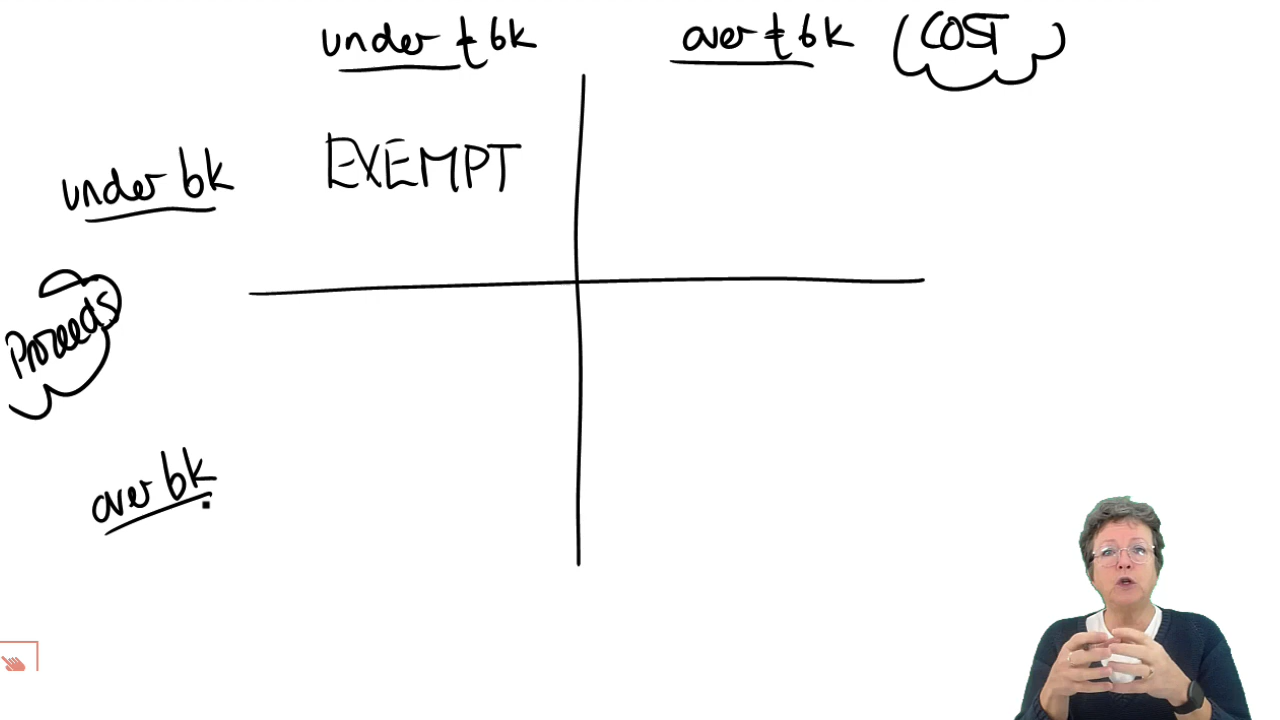 under £6k
over £6k
COST
EXEMPT
under 6k
Proceeds
over 6k